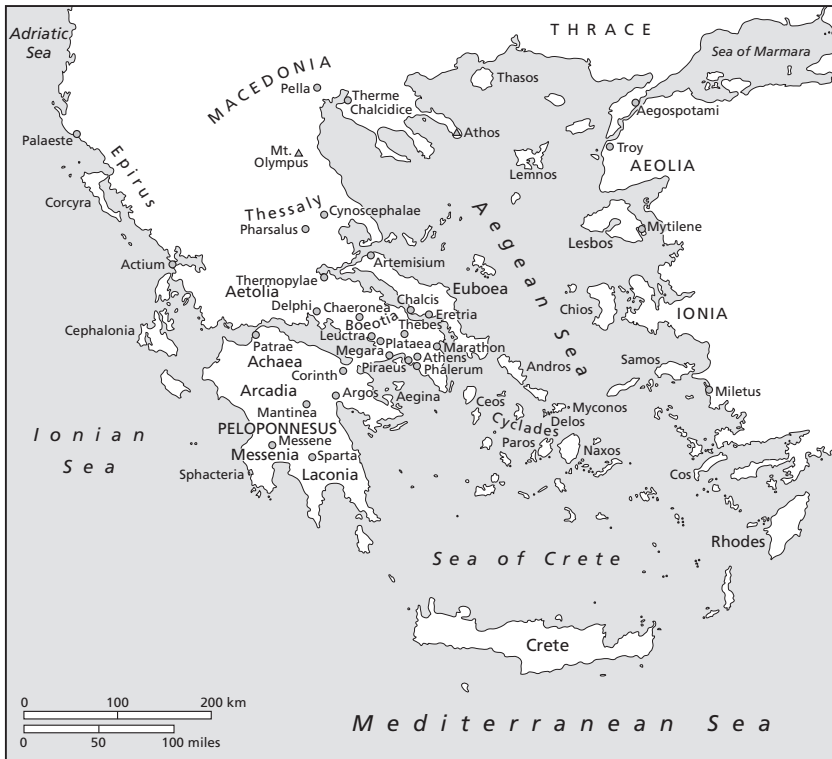 Adriatic
Sea
THRACE
Sea of Marmara
MACEDONIA
Pella
Therme
Chalcidice
Thasos
Aegospotami
Palaeste
Athos
Troy
Epirus
Mt.
Olympus
Lemnos
AEOLIA
Corcyra
Thessaly
Cynoscephalae
Pharsalus
Aegean Sea
Lesbos
Mytilene
Actium
Artemisium
Thermopylae
Aetolia
Euboea
Delphi
Chaeronea
Chalcis
Eretria
Chios
IONIA
Boeotia
Thebes
Cephalonia
Leuctra
Plataea
Marathon
Patrae
Megara
Athens
Achaea
Piraeus
Phálerum
Andros
Samos
Corinth
Arcadia
Argos
Aegina
Ceos
Miletus
Mantinea
Myconos
Delos
Cyclades
PELOPONNESUS
Ionian
Sea
Messene
Paros
Naxos
Messenia
Sparta
Sphacteria
Laconia
Cos
Rhodes
Sea of Crete
Crete
0 100 200 km
0 50 100 miles
Mediterranean Sea